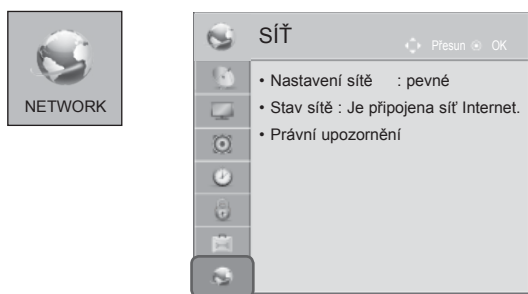 NETWORK
SÍŤ
Přesun OK
• Nastavení sítě : pevné
• Stav sítě : Je připojena síť Internet.
• Právní upozornění